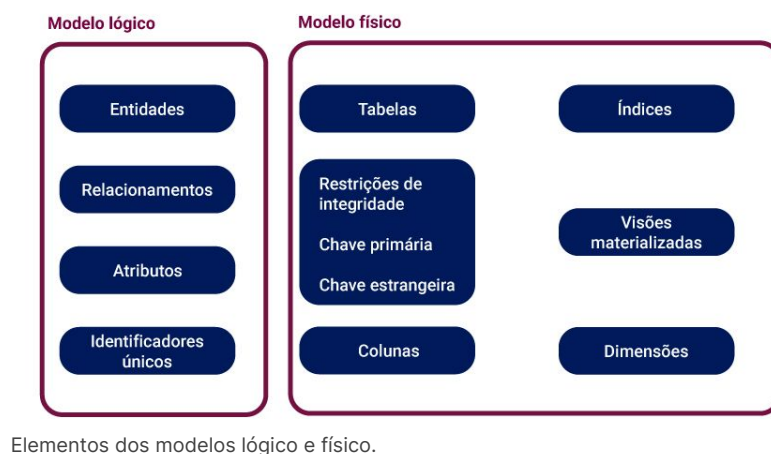 Modelo lógico
Modelo físico
Entidades
Relacionamentos
Atributos
Identificadores
únicos
Tabelas
Restrições de
integridade
Chave primária
Chave estrangeira
Colunas
Índices
Visões
materializadas
Dimensões
Elementos dos modelos lógico e físico.